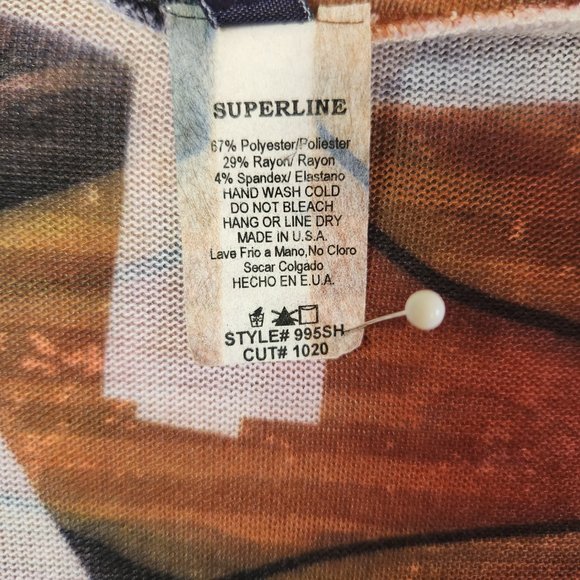 SUPERLINE
67% Polyester/Poliester
29% Rayon/ Rayon
4% Spandex/ Elastano
HAND WASH COLD
DO NOT BLEACH
HANG OR LINE DRY
MADE IN U.S.A.
Lave Frio a Mano,No Cloro
Secar Colgado
HECHO EN E.U.A.
STYLE# 995SH
CUT# 1020